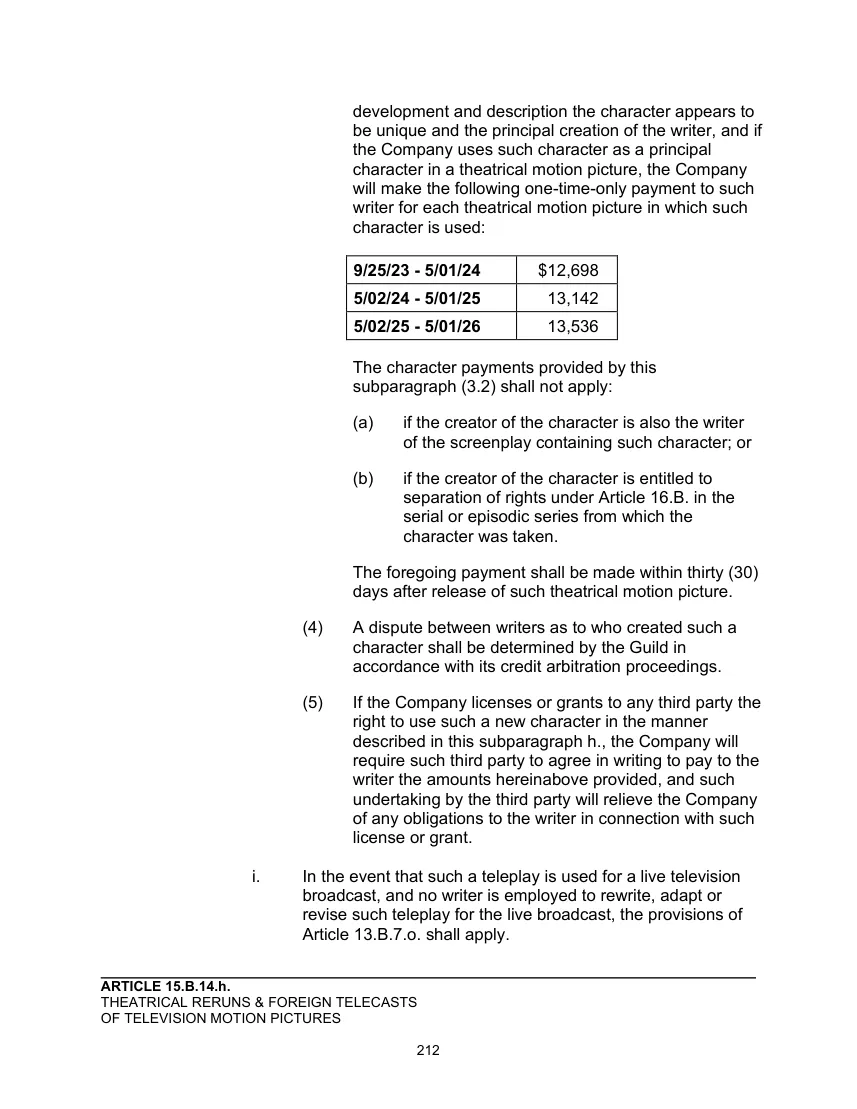 development and description the character appears to
be unique and the principal creation of the writer, and if
the Company uses such character as a principal
character in a theatrical motion picture, the Company
will make the following one-time-only payment to such
writer for each theatrical motion picture in which such
character is used:
9/25/23 - 5/01/24 $12,698
5/02/24 - 5/01/25 13,142
5/02/25 - 5/01/26 13,536
The character payments provided by this
subparagraph (3.2) shall not apply:
(a) if the creator of the character is also the writer
of the screenplay containing such character; or
(b) if the creator of the character is entitled to
separation of rights under Article 16.B. in the
serial or episodic series from which the
character was taken.
The foregoing payment shall be made within thirty (30)
days after release of such theatrical motion picture.
(4) A dispute between writers as to who created such a
character shall be determined by the Guild in
accordance with its credit arbitration proceedings.
(5) If the Company licenses or grants to any third party the
right to use such a new character in the manner
described in this subparagraph h., the Company will
require such third party to agree in writing to pay to the
writer the amounts hereinabove provided, and such
undertaking by the third party will relieve the Company
of any obligations to the writer in connection with such
license or grant.
i. In the event that such a teleplay is used for a live television
broadcast, and no writer is employed to rewrite, adapt or
revise such teleplay for the live broadcast, the provisions of
Article 13.B.7.o. shall apply.
ARTICLE 15.B.14.h.
THEATRICAL RERUNS & FOREIGN TELECASTS
OF TELEVISION MOTION PICTURES
212